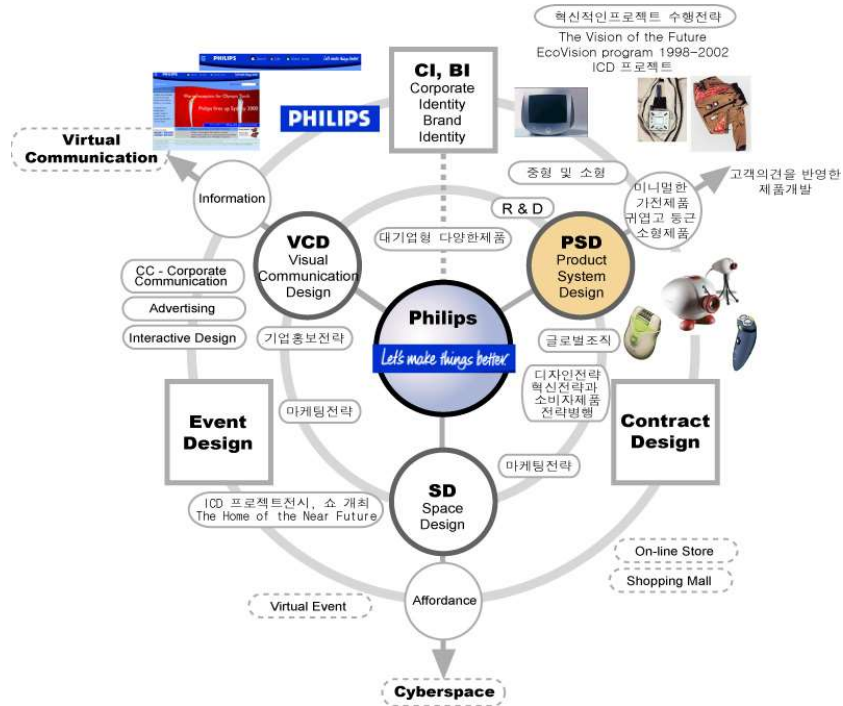 혁신적인프로젝트 수행전략
The Vision of the Future
EcoVision program 1998-2002
ICD 프로젝트
PHILIPS
CI, BI
Corporate
Identity
Brand
Identity
PHILIPS
Virtual
Communication
Information
중형 및 소형
R & D
미니멀한
가전제품
귀엽고 둥근
소형제품
고객의견을 반영한
제품개발
VCD
Visual
Communication
Design
대기업형 다양한제품
PSD
Product
System
Design
CC - Corporate
Communication
Advertising
Interactive Design
기업홍보전략
Philips
Let's make things better.
글로벌조직
디자인전략
혁신전략과
소비자제품
전략병행
Event
Design
마케팅전략
Contract
Design
마케팅전략
SD
Space
Design
ICD 프로젝트전시, 쇼 개최
The Home of the Near Future
On-line Store
Shopping Mall
Virtual Event
Affordance
Cyberspace